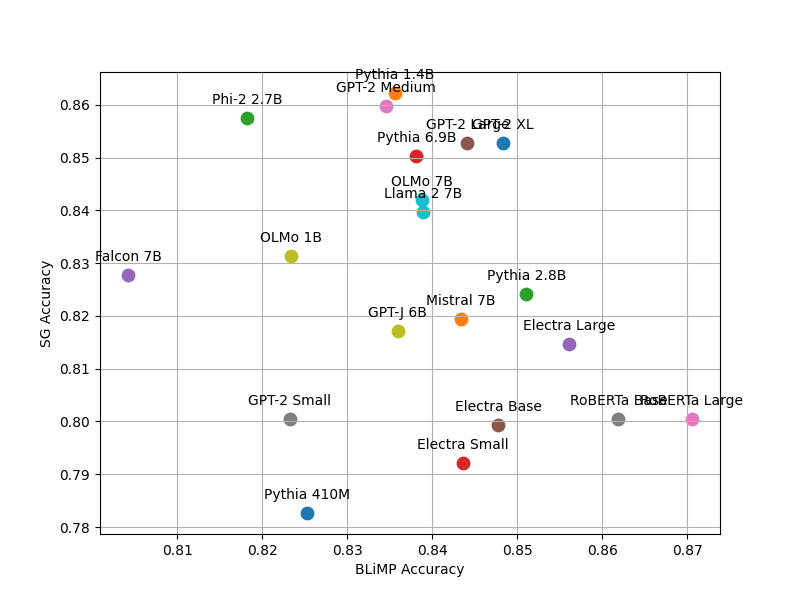 Pythia 1.4B
GPT-2 Medium
Phi-2 2.7B
GPT-2 Large
GPT-2 XL
Pythia 6.9B
OLMo 7B
Llama 2 7B
OLMo 1B
Falcon 7B
Pythia 2.8B
Mistral 7B
GPT-J 6B
Electra Large
GPT-2 Small
Electra Base
RoBERTa Base
RoBERTa Large
Electra Small
Pythia 410M
0.86
0.85
0.84
0.83
0.82
0.81
0.80
0.79
0.78
SG Accuracy
0.81 0.82 0.83 0.84 0.85 0.86 0.87
BLiMP Accuracy